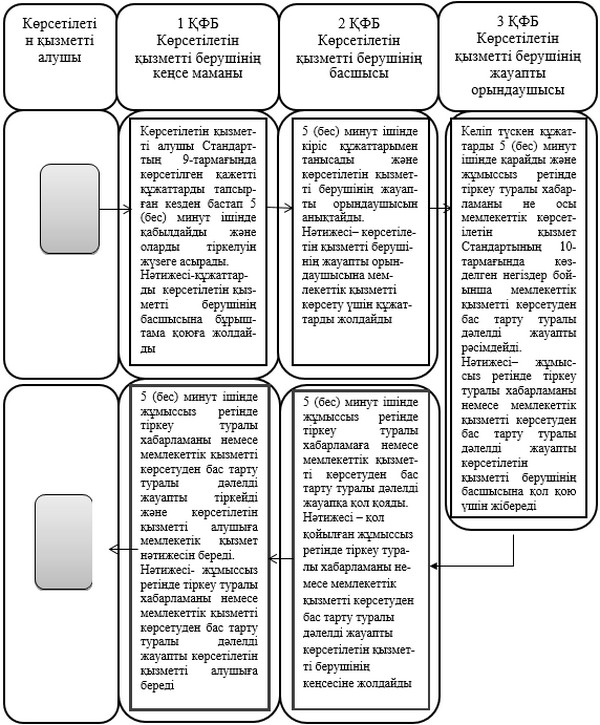 Көрсетілеті
н қызметті
алушы
1 ҚФБ
Көрсетілетін
қызметті берушінің
кеңсе маманы
2 ҚФБ
Көрсетілетін
қызметті берушінің
басшысы
3 ҚФБ
Көрсетілетін
қызметті берушінің
жауапты
орындаушысы
Көрсетілетін қызмет-
ті алушы Стандарт-
тың 9-тармағында
көрсетілген қажетті
құжаттарды тапсыр-
ған кезден бастап 5
(бес) минут ішінде
қабылдайды және
оларды тіркелуін
жүзеге асырады.
Нәтижесі-құжаттар-
ды көрсетілетін қыз-
метті берушінің
басшысына бұрыш-
тама қоюға жолдай-
ды
5 (бес) минут ішінде
кіріс құжаттарымен
танысады және
көрсетілетін қызмет-
ті берушінің жауап-
ты орындаушысын
анықтайды.
Нәтижесі– көрсетіле-
тін қызметті беруші-
нің жауапты орын-
даушысына мем-
лекеттік қызметті
көрсету үшін құжат-
тарды жолдайды
Келіп түскен құжат-
тарды 5 (бес) минут
ішінде қарайды және
жұмыссыз ретінде
тіркеу туралы хабар-
ламаны не осы
мемлекеттік көрсет-
ілетін қызмет
Стандартының 10-
тармағында көз-
делген негіздер бой-
ынша мемлекеттік
қызметті көрсетуден
бас тарту туралы
дәлелді жауапты
рәсімдейді.
Нәтижесі– жұмыс-
сыз ретінде тіркеу
туралы хабарламаны
немесе мемлекеттік
қызметті көрсетуден
бас тарту туралы
дәлелді жауапты
көрсетілетін
қызметті берушінің
басшысына қол қою
үшін жібереді
5 (бес) минут ішінде
жұмыссыз ретінде
тіркеу туралы
хабарламаны немесе
мемлекеттік қызметті
көрсетуден бас тарту
туралы дәлелді
жауапты тіркейді
және көрсетілетін
қызметті алушыға
мемлекетік қызмет
нәтижесін береді.
Нәтижесі- жұмыссыз
ретінде тіркеу туралы
хабарламаны немесе
мемлекеттік қызметті
көрсетуден бас тарту
туралы дәлелді
жауапты көрсетілетін
қызметті алушыға
береді
5 (бес) минут ішінде
жұмыссыз ретінде
тіркеу туралы
хабарламаға немесе
мемлекеттік қызмет-
ті көрсетуден бас
тарту туралы дәлелді
жауапқа қол қояды.
Нәтижесі – қол
қойылған жұмыссыз
ретінде тіркеу тура-
лы хабарламаны не-
месе мемлекеттік
қызметті көрсетуден
бас тарту туралы
дәлелді жауапты
көрсетілетін қызмет-
ті берушінің
кеңсесіне жолдайды